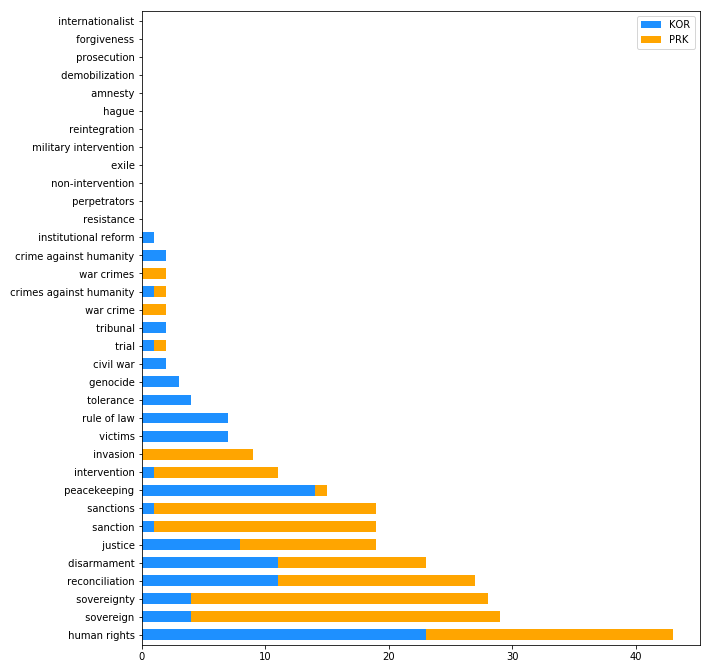 KOR
PRK
internationalist
forgiveness
prosecution
demobilization
amnesty
hague
reintegration
military intervention
exile
non-intervention
perpetrators
resistance
institutional reform
crime against humanity
war crimes
crimes against humanity
war crime
tribunal
trial
civil war
genocide
tolerance
rule of law
victims
invasion
intervention
peacekeeping
sanctions
sanction
justice
disarmament
reconciliation
sovereignty
sovereign
human rights
0 10 20 30 40